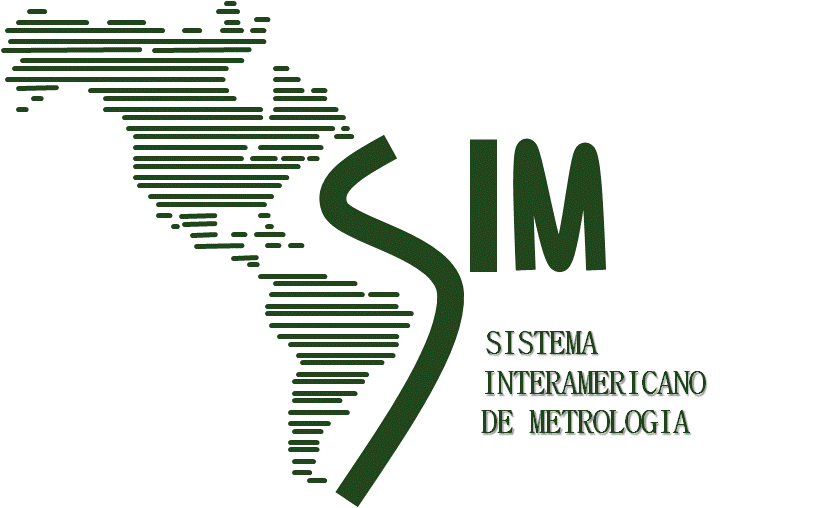 SIM
SISTEMA
INTERAMERICANO
DE METROLOGIA